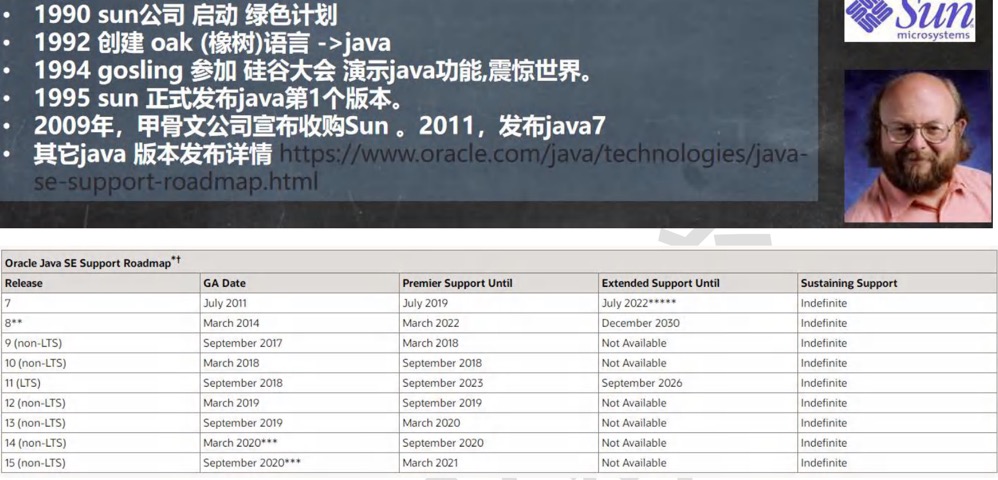 • 1990 sun公司 启动 绿色计划
• 1992 创建 oak (橡树)语言 ->java
• 1994 gosling 参加 硅谷大会 演示java功能,震惊世界。
• 1995 sun 正式发布java第1个版本。
• 2009年，甲骨文公司宣布收购Sun 。2011，发布java7
• 其它java 版本发布详情 https://www.oracle.com/java/technologies/java-
se-support-roadmap.html
Sun
microsystems
Oracle Java SE Support Roadmap*†
Release GA Date Premier Support Until Extended Support Until Sustaining Support
7 July 2011 July 2019 July 2022***** Indefinite
8** March 2014 March 2022 December 2030 Indefinite
9 (non-LTS) September 2017 March 2018 Not Available Indefinite
10 (non-LTS) March 2018 September 2018 Not Available Indefinite
11 (LTS) September 2018 September 2023 September 2026 Indefinite
12 (non-LTS) March 2019 September 2019 Not Available Indefinite
13 (non-LTS) September 2019 March 2020 Not Available Indefinite
14 (non-LTS) March 2020*** September 2020 Not Available Indefinite
15 (non-LTS) September 2020*** March 2021 Not Available Indefinite